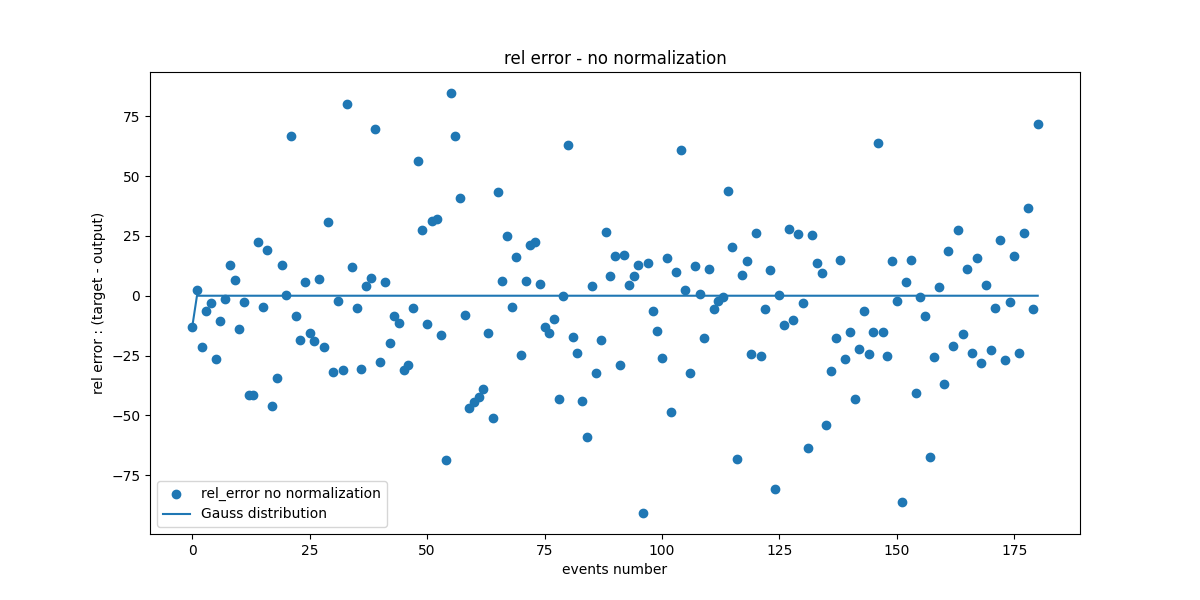 rel error - no normalization
rel error : (target - output)
75
50
25
0
−25
−50
−75
rel_error no normalization
Gauss distribution
0 25 50 75 100 125 150 175
events number